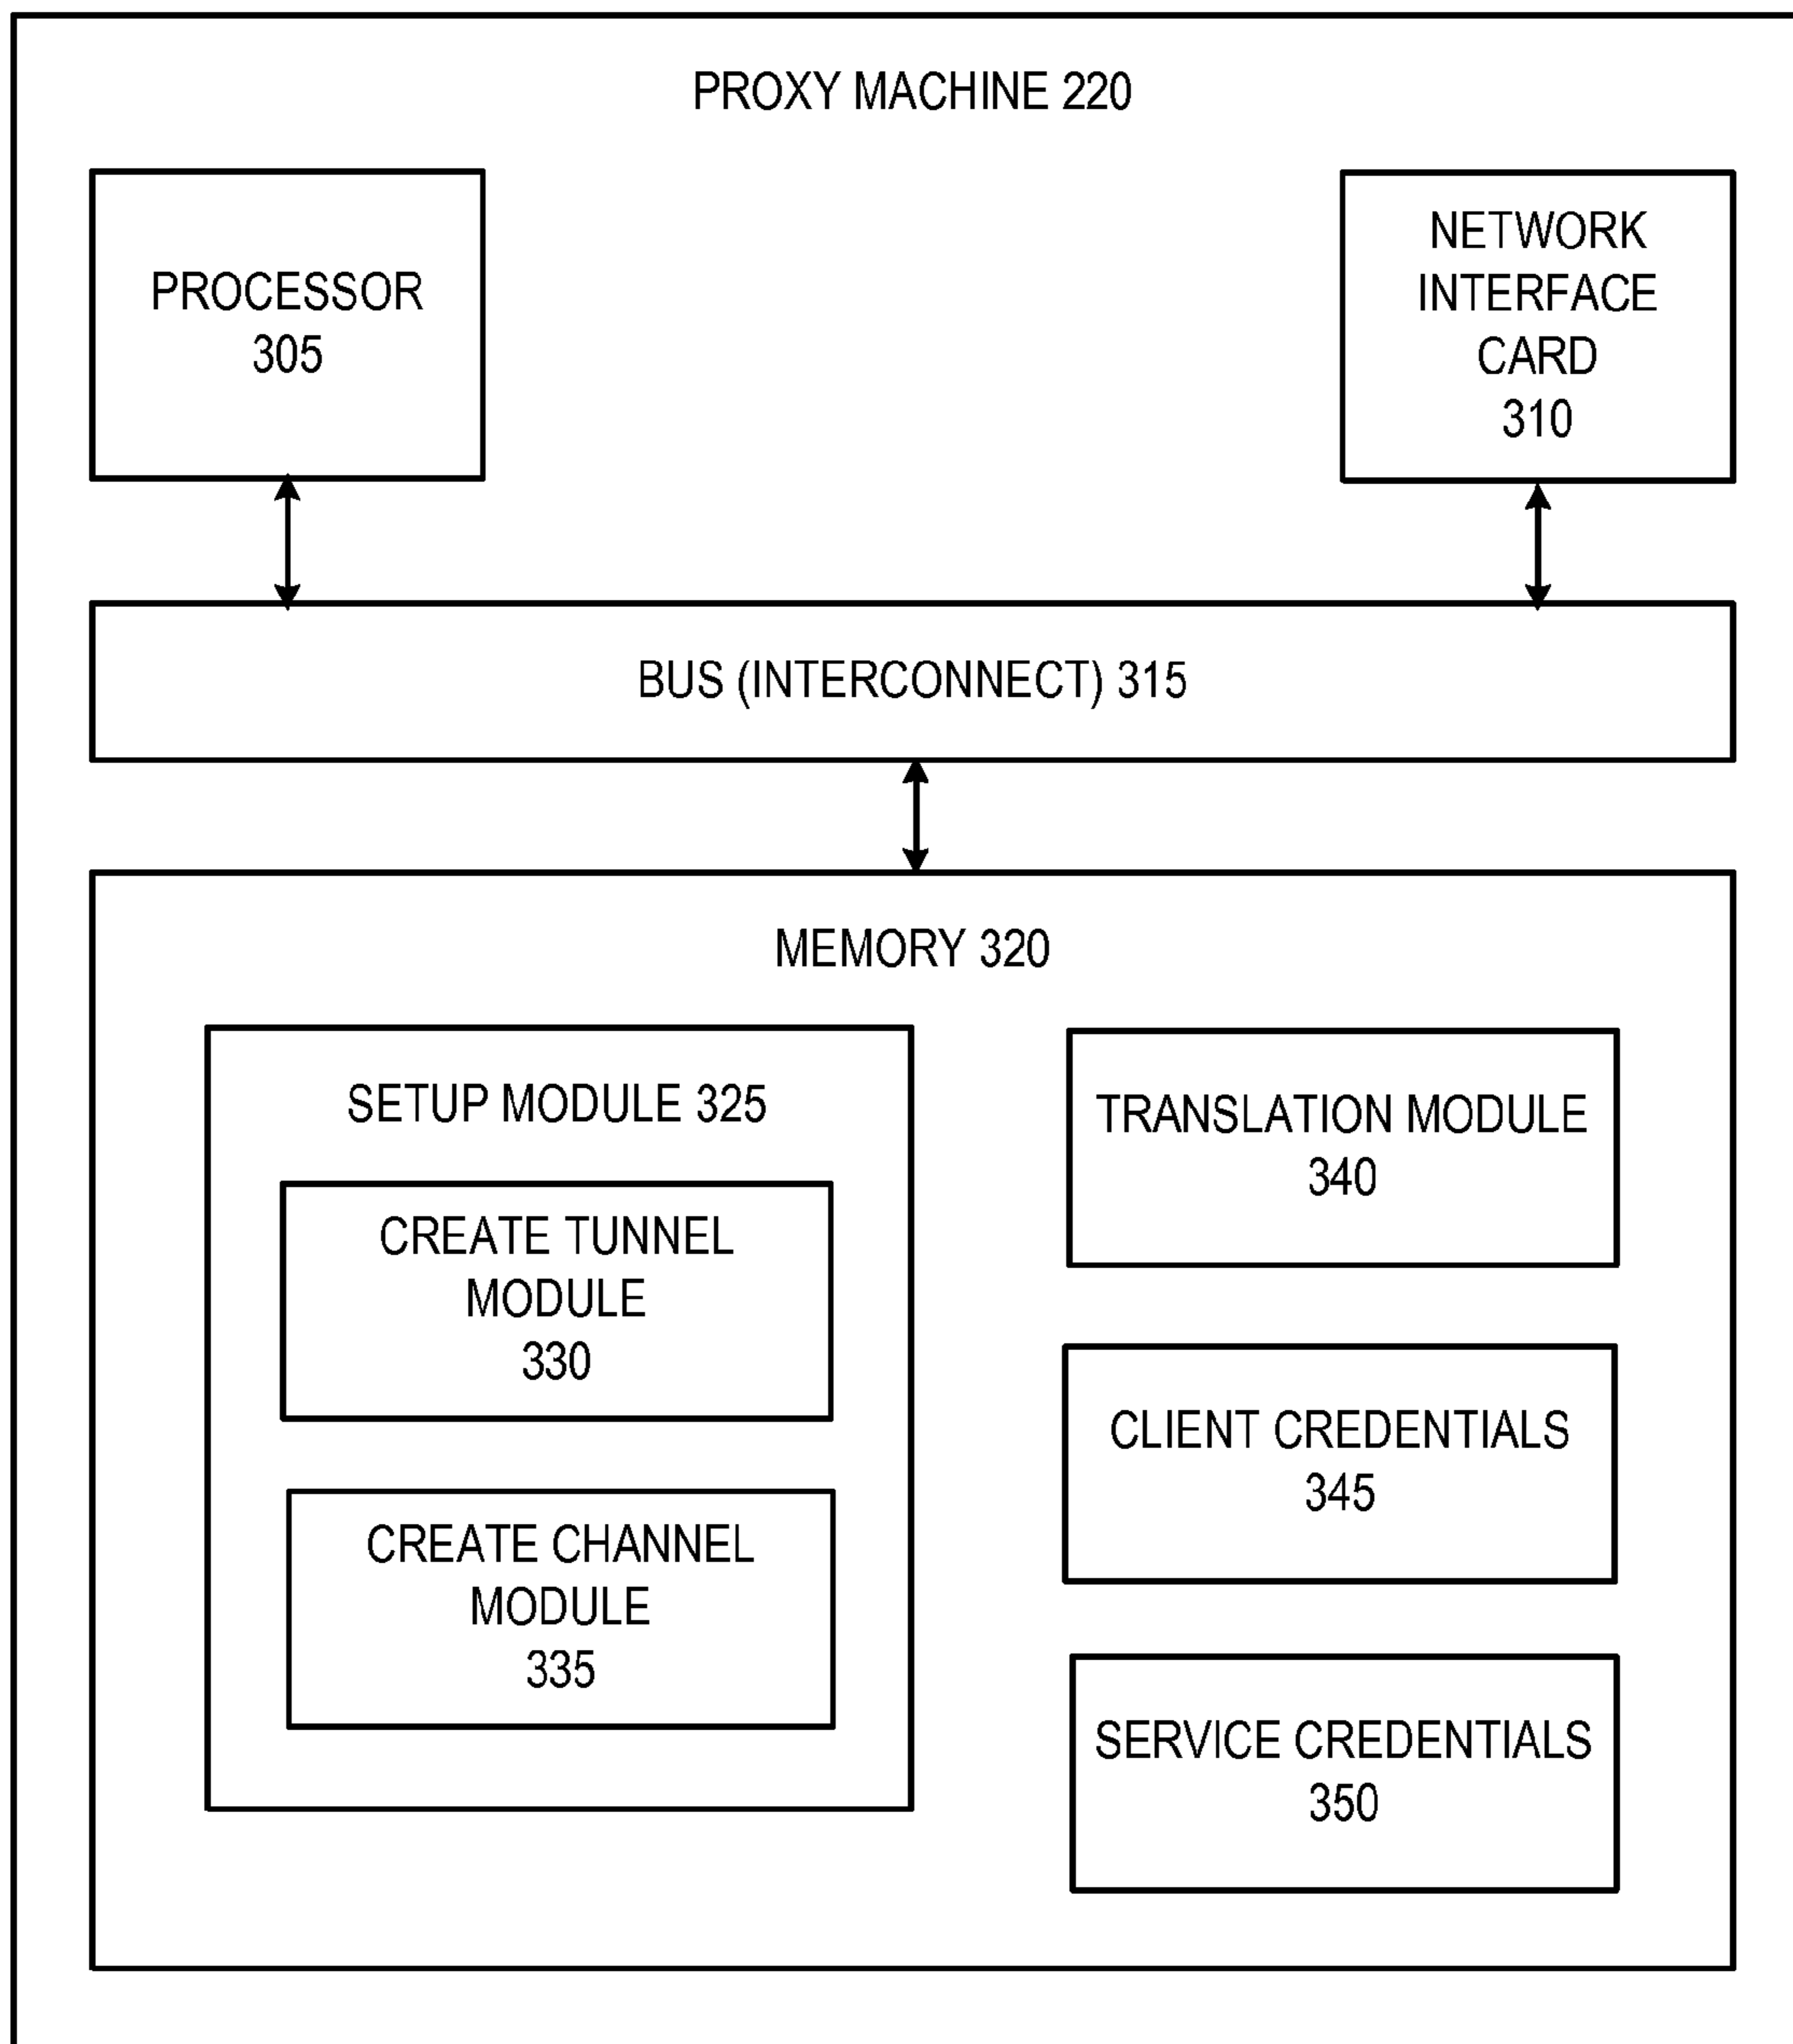 PROXY MACHINE 220
PROCESSOR
305
NETWORK
INTERFACE
CARD
310
BUS (INTERCONNECT) 315
MEMORY 320
SETUP MODULE 325
CREATE TUNNEL
MODULE
330
CREATE CHANNEL
MODULE
335
TRANSLATION MODULE
340
CLIENT CREDENTIALS
345
SERVICE CREDENTIALS
350